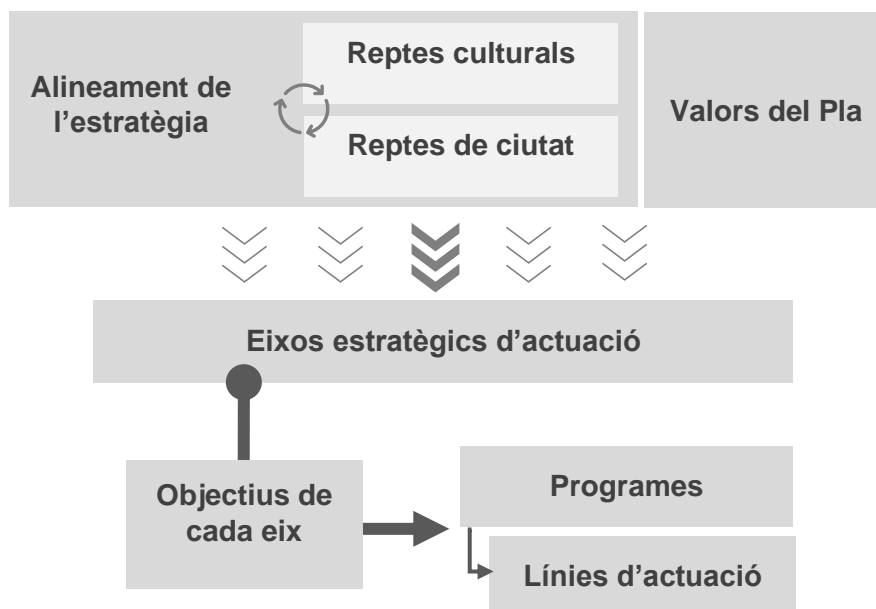 Alineament de
l’estratègia
Reptes culturals
Reptes de ciutat
Valors del Pla
Eixos estratègics d’actuació
Objectius de
cada eix
Programes
Línies d’actuació